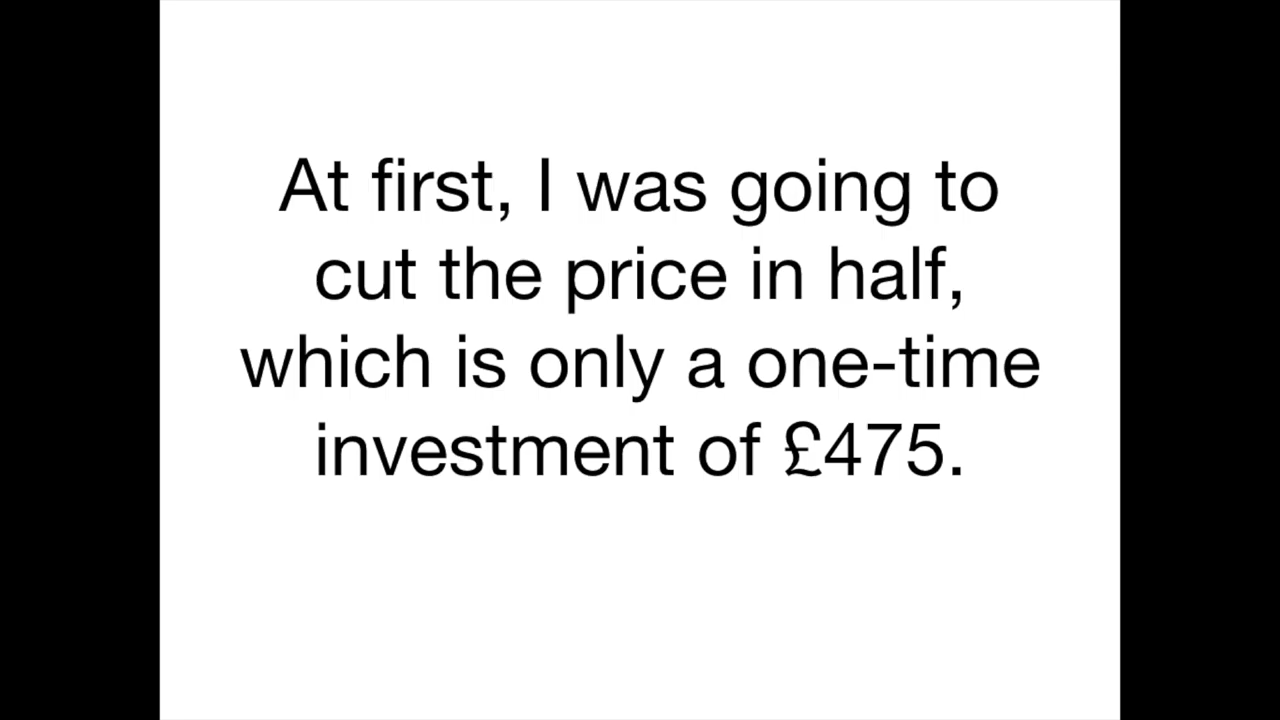 At first, I was going to
cut the price in half,
which is only a one-time
investment of £475.